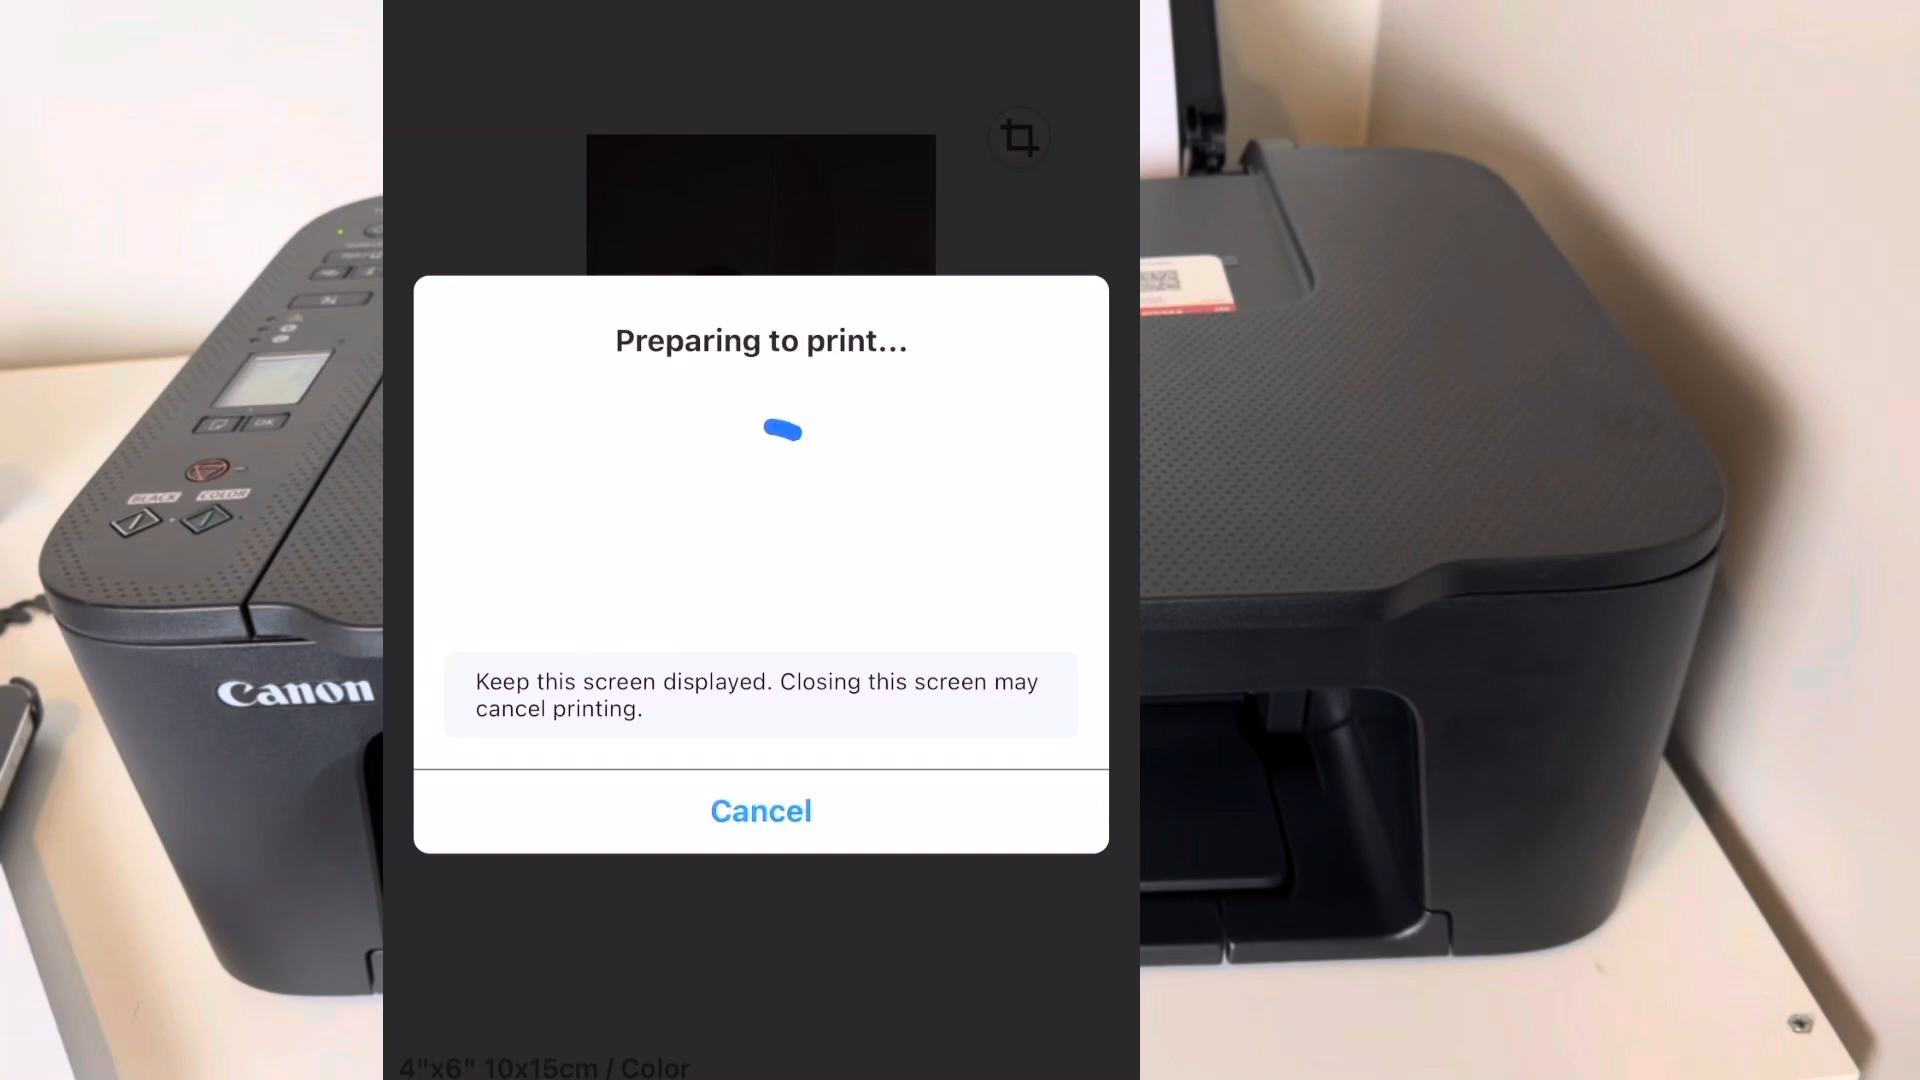 Preparing to print...
Keep this screen displayed. Closing this screen may
cancel printing.
Cancel
4"x6" 10x15cm / Color
OK
BLACK COLOR
Canon